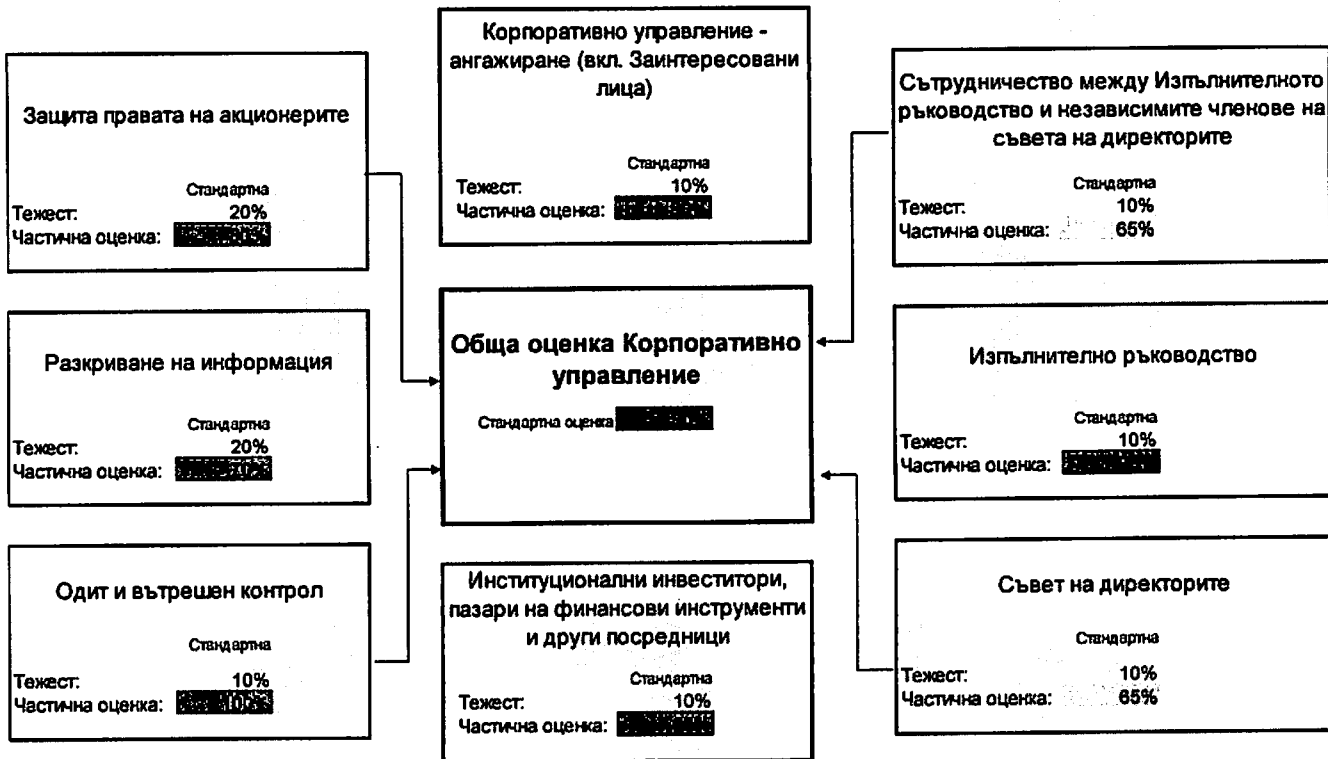 Корпоративно управление -
ангажиране (вкл. Заинтересовани
лица)
Стандартна
Тежест: 10%
Частична оценка:
Защита правата на акционерите
Стандартна
Тежест: 20%
Частична оценка:
Сътрудничество между Изпълнителното
ръководство и независимите членове на
съвета на директорите
Стандартна
Тежест: 10%
Частична оценка: 65%
Разкриване на информация
Стандартна
Тежест: 20%
Частична оценка:
Обща оценка Корпоративно
управление
Стандартна оценка
Изпълнително ръководство
Стандартна
Тежест: 10%
Частична оценка:
Одит и вътрешен контрол
Стандартна
Тежест: 10%
Частична оценка: 100%
Институционални инвеститори,
пазари на финансови инструменти
и други посредници
Стандартна
Тежест: 10%
Частична оценка:
Съвет на директорите
Стандартна
Тежест: 10%
Частична оценка: 65%